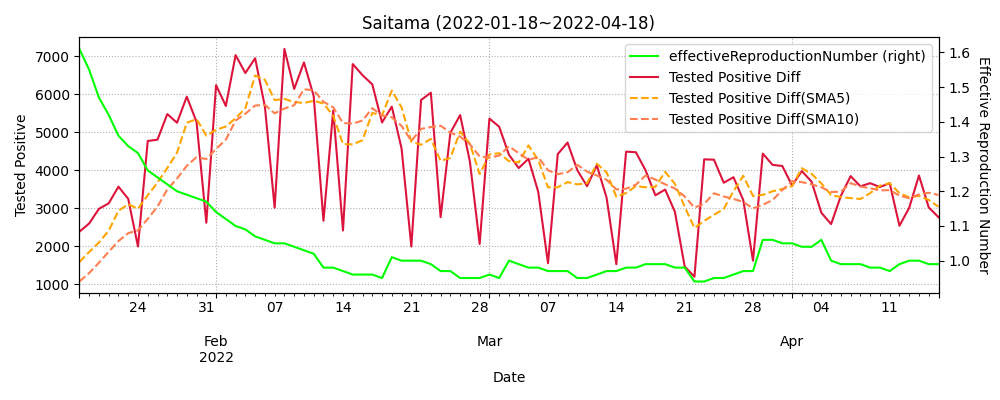 Saitama (2022-01-18~2022-04-18)
effectiveReproductionNumber (right)
Tested Positive Diff
Tested Positive Diff(SMA5)
Tested Positive Diff(SMA10)
7000
6000
5000
4000
3000
2000
1000
Tested Positive
1.6
1.5
1.4
1.3
1.2
1.1
1.0
Effective Reproduction Number
24 31 07 14 21 28 07 14 21 28 04 11
Feb Mar Apr
2022
Date